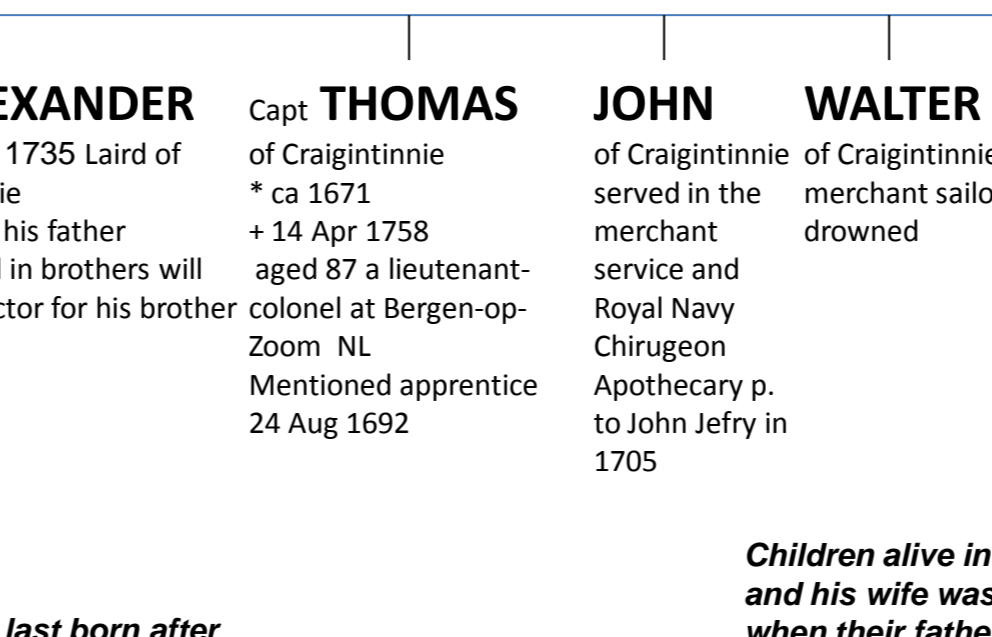 EXANDER
1735 Laird of
ie
his father
in brothers will
ctor for his brother
Capt THOMAS
of Craigintinnie
* ca 1671
+ 14 Apr 1758
aged 87 a lieutenant-
colonel at Bergen-op-
Zoom NL
Mentioned apprentice
24 Aug 1692
JOHN
of Craigintinnie
served in the
merchant
service and
Royal Navy
Chirugeon
Apothecary p.
to John Jefry in
1705
WALTER
of Craigintinnie
merchant sailo
drowned
Children alive in
and his wife was
when their fathe
last born after